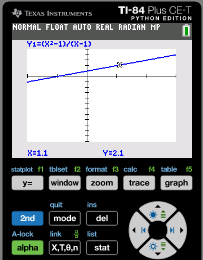 TEXAS INSTRUMENTS TI-84 Plus CE-T
PYTHON EDITION
NORMAL FLOAT AUTO REAL RADIAN MP
Y1=(X²-1)/(X-1)
X=1.1 Y=2.1
statplot f1 tblset f2 format f3 calc f4 table f5
y= window zoom trace graph
quit ins
2nd mode del
A-lock link list
alpha X,T,θ,n stat